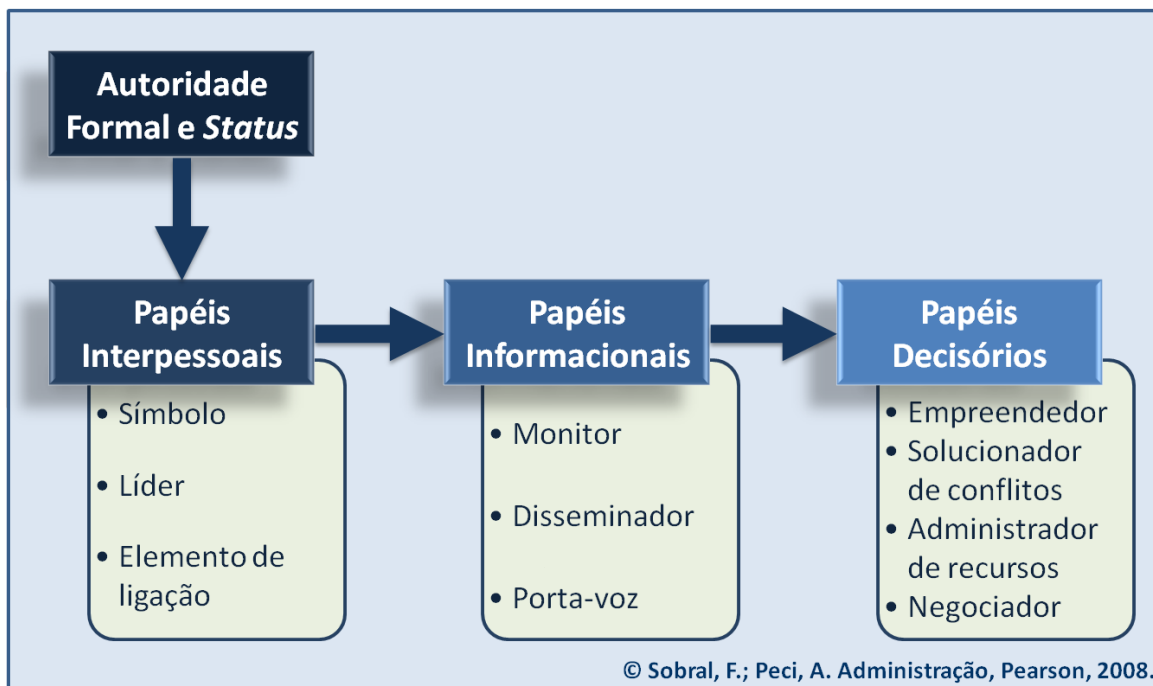 Autoridade
Formal e Status
Papéis
Interpessoais
• Símbolo
• Líder
• Elemento de
ligação
Papéis
Informacionais
• Monitor
• Disseminador
• Porta-voz
Papéis
Decisórios
• Empreendedor
• Solucionador
de conflitos
• Administrador
de recursos
• Negociador
© Sobral, F.; Peci, A. Administração, Pearson, 2008.